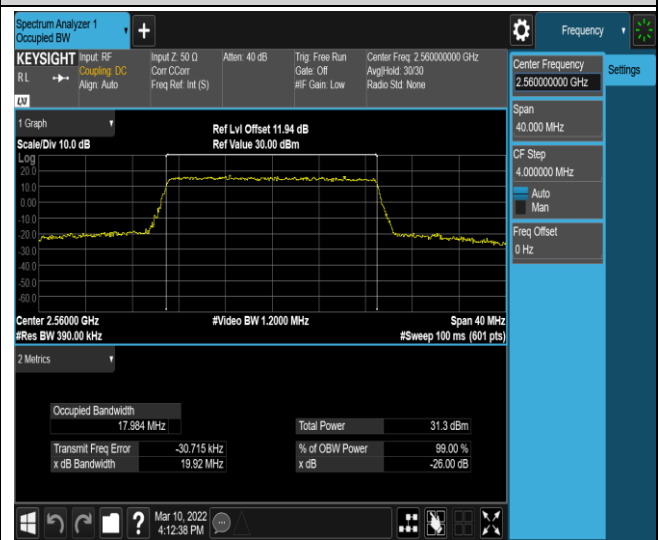 Spectrum Analyzer 1
Occupied BW
Frequency
KEYSIGHT
RL
LXI
Input: RF
Coupling: DC
Align: Auto
Input Z: 50 Ω
Corr CCorr
Freq Ref: Int (S)
Atten: 40 dB
Trig: Free Run
Gate: Off
#IF Gain: Low
Center Freq: 2.560000000 GHz
Avg|Hold: 30/30
Radio Std: None
Center Frequency
2.560000000 GHz
Settings
Span
40.000 MHz
CF Step
4.000000 MHz
Auto
Man
Freq Offset
0 Hz
1 Graph
Scale/Div 10.0 dB
Ref Lvl Offset 11.94 dB
Ref Value 30.00 dBm
Log
20.0
10.0
0.00
-10.0
-20.0
-30.0
-40.0
-50.0
-60.0
Center 2.56000 GHz
#Video BW 1.2000 MHz
Span 40 MHz
#Res BW 390.00 kHz
#Sweep 100 ms (601 pts)
2 Metrics
Occupied Bandwidth
17.984 MHz
Total Power 31.3 dBm
Transmit Freq Error -30.715 kHz
% of OBW Power 99.00 %
x dB Bandwidth 19.92 MHz
x dB -26.00 dB
?
Mar 10, 2022
4:12:38 PM